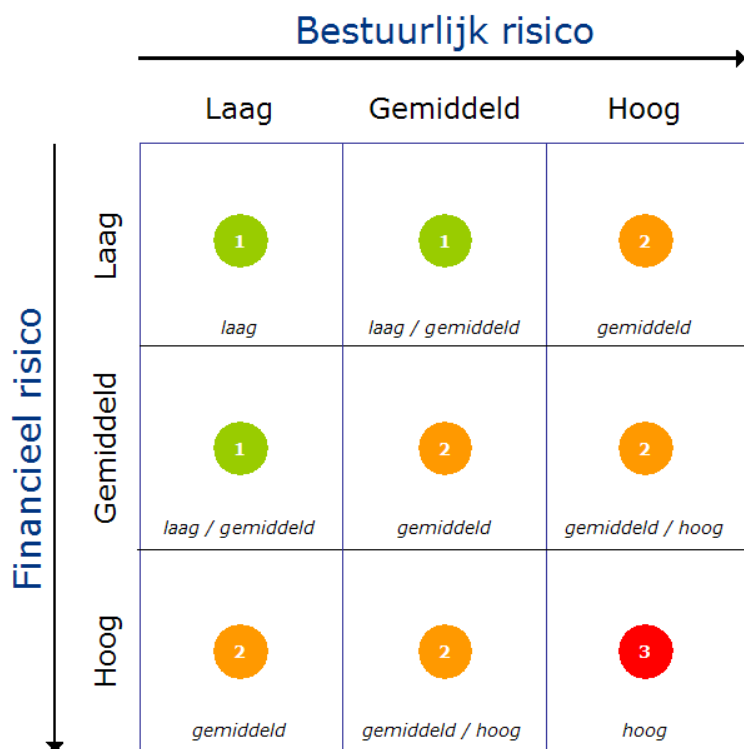 Bestuurlijk risico
Laag Gemiddeld Hoog
Financieel risico
Laag
1 1 2
laag laag / gemiddeld gemiddeld
Gemiddeld
1 2 2
laag / gemiddeld gemiddeld gemiddeld / hoog
Hoog
2 2 3
gemiddeld gemiddeld / hoog hoog